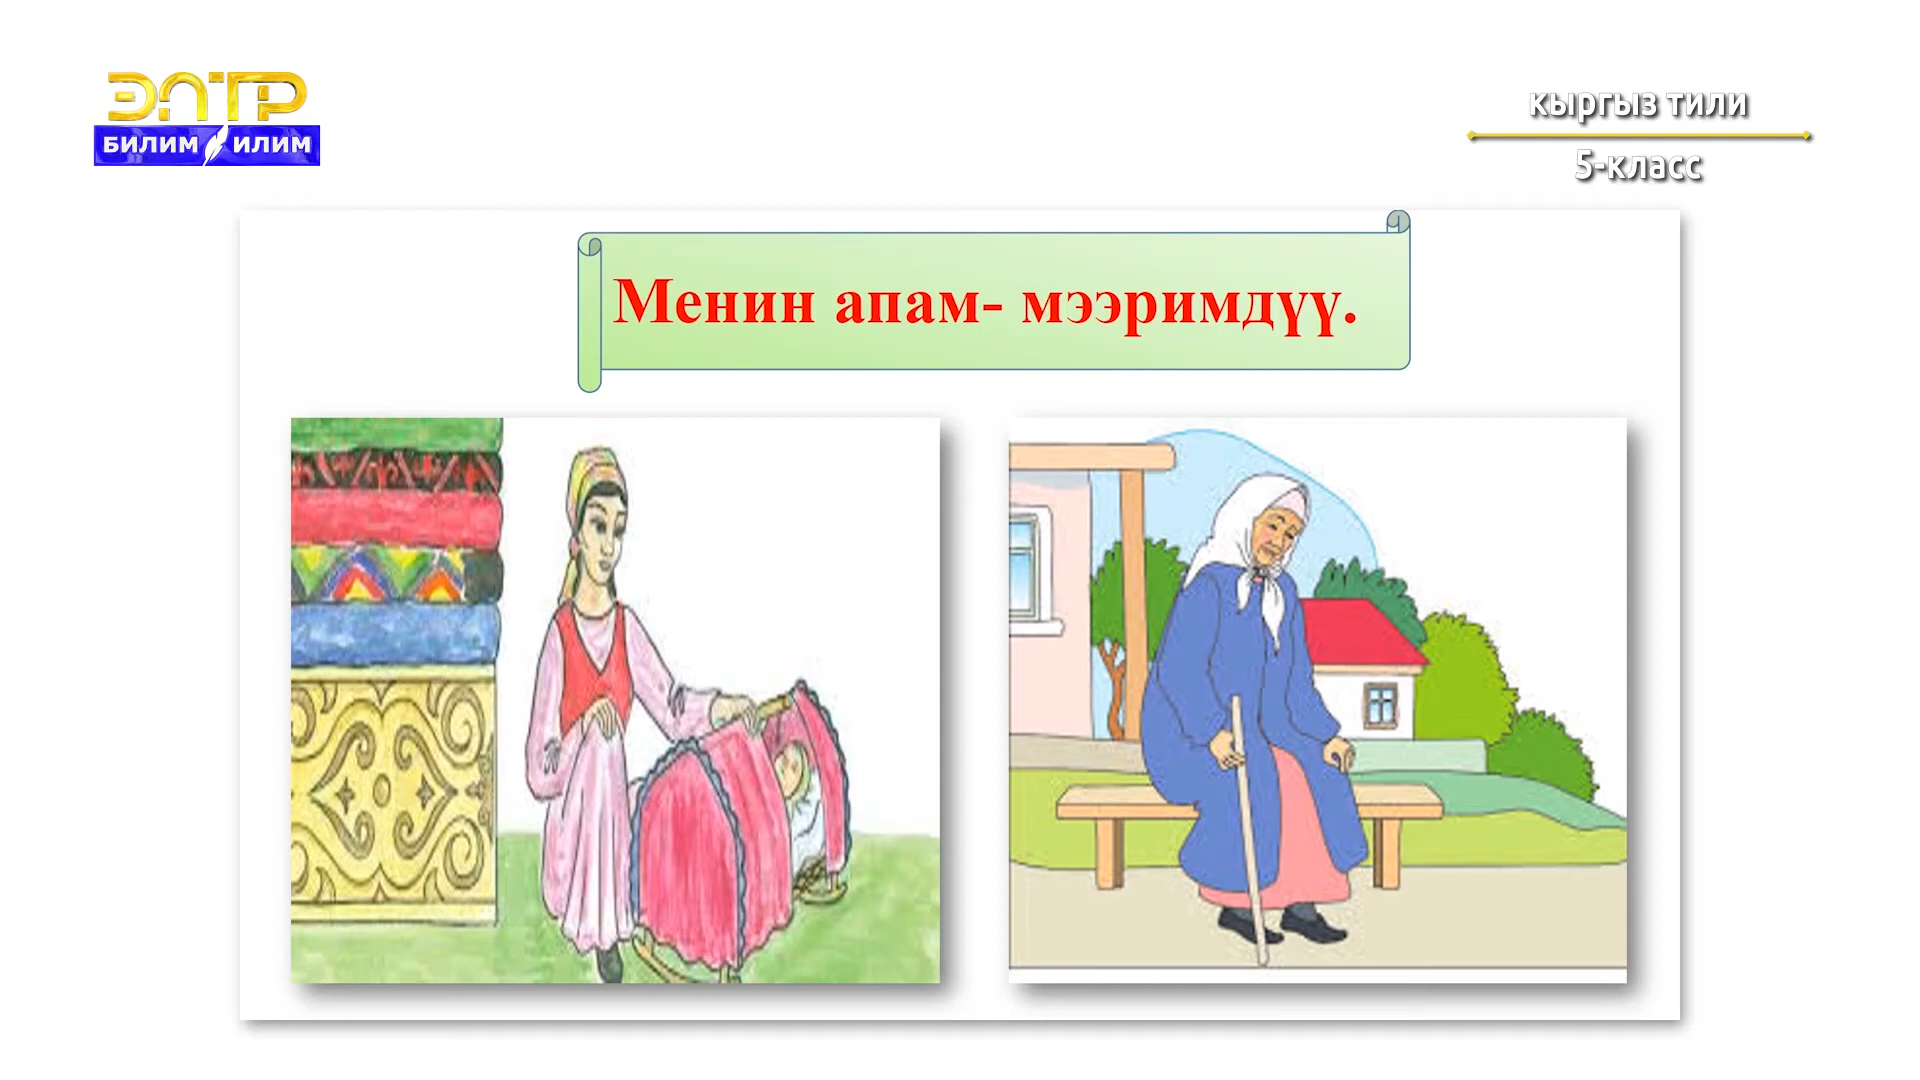 ЭЛТР
БИЛИМ ИЛИМ
кыргыз тили
5-класс
Менин апам- мээримдүү.